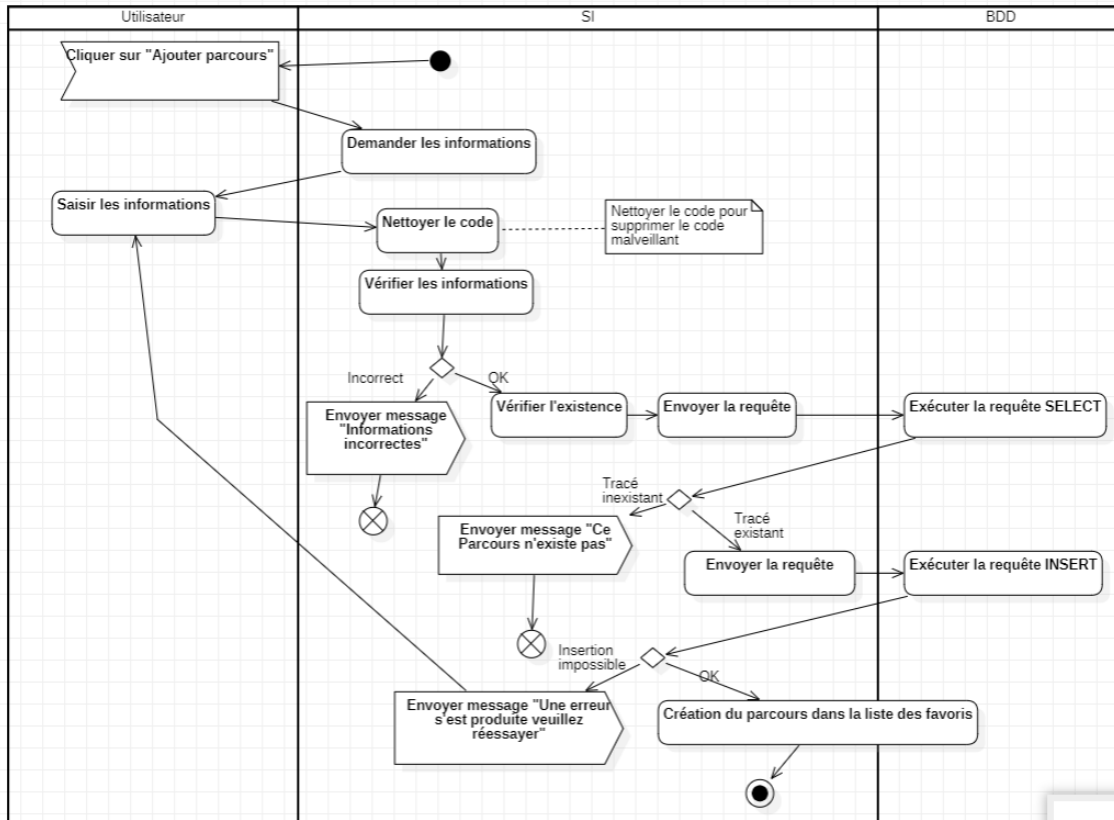 Utilisateur
SI
BDD
Cliquer sur "Ajouter parcours"
Demander les informations
Saisir les informations
Nettoyer le code
Nettoyer le code pour
supprimer le code
malveillant
Vérifier les informations
Incorrect
OK
Envoyer message
"Informations
incorrectes"
Vérifier l'existence
Envoyer la requête
Exécuter la requête SELECT
Tracé
inexistant
Tracé
existant
Envoyer message "Ce
Parcours n'existe pas"
Envoyer la requête
Exécuter la requête INSERT
Insertion
impossible
OK
Envoyer message "Une erreur
s'est produite veuillez
réessayer"
Création du parcours dans la liste des favoris